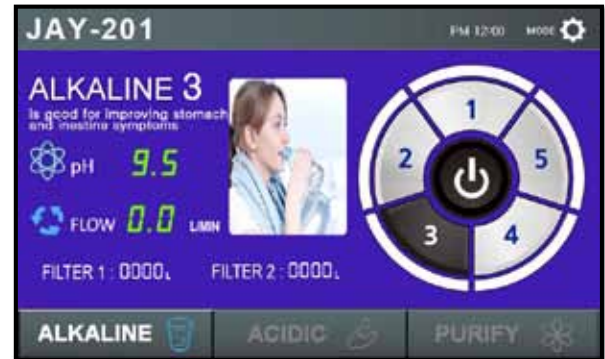 JAY-201
PM 12:00 MODE
ALKALINE 3
is good for improving stomach
and inestine symptoms
pH 9.5
FLOW 0.0 L/MIN
FILTER 1 : 0000L FILTER 2 : 0000L
1
2
5
3
4
ALKALINE ACIDIC PURIFY